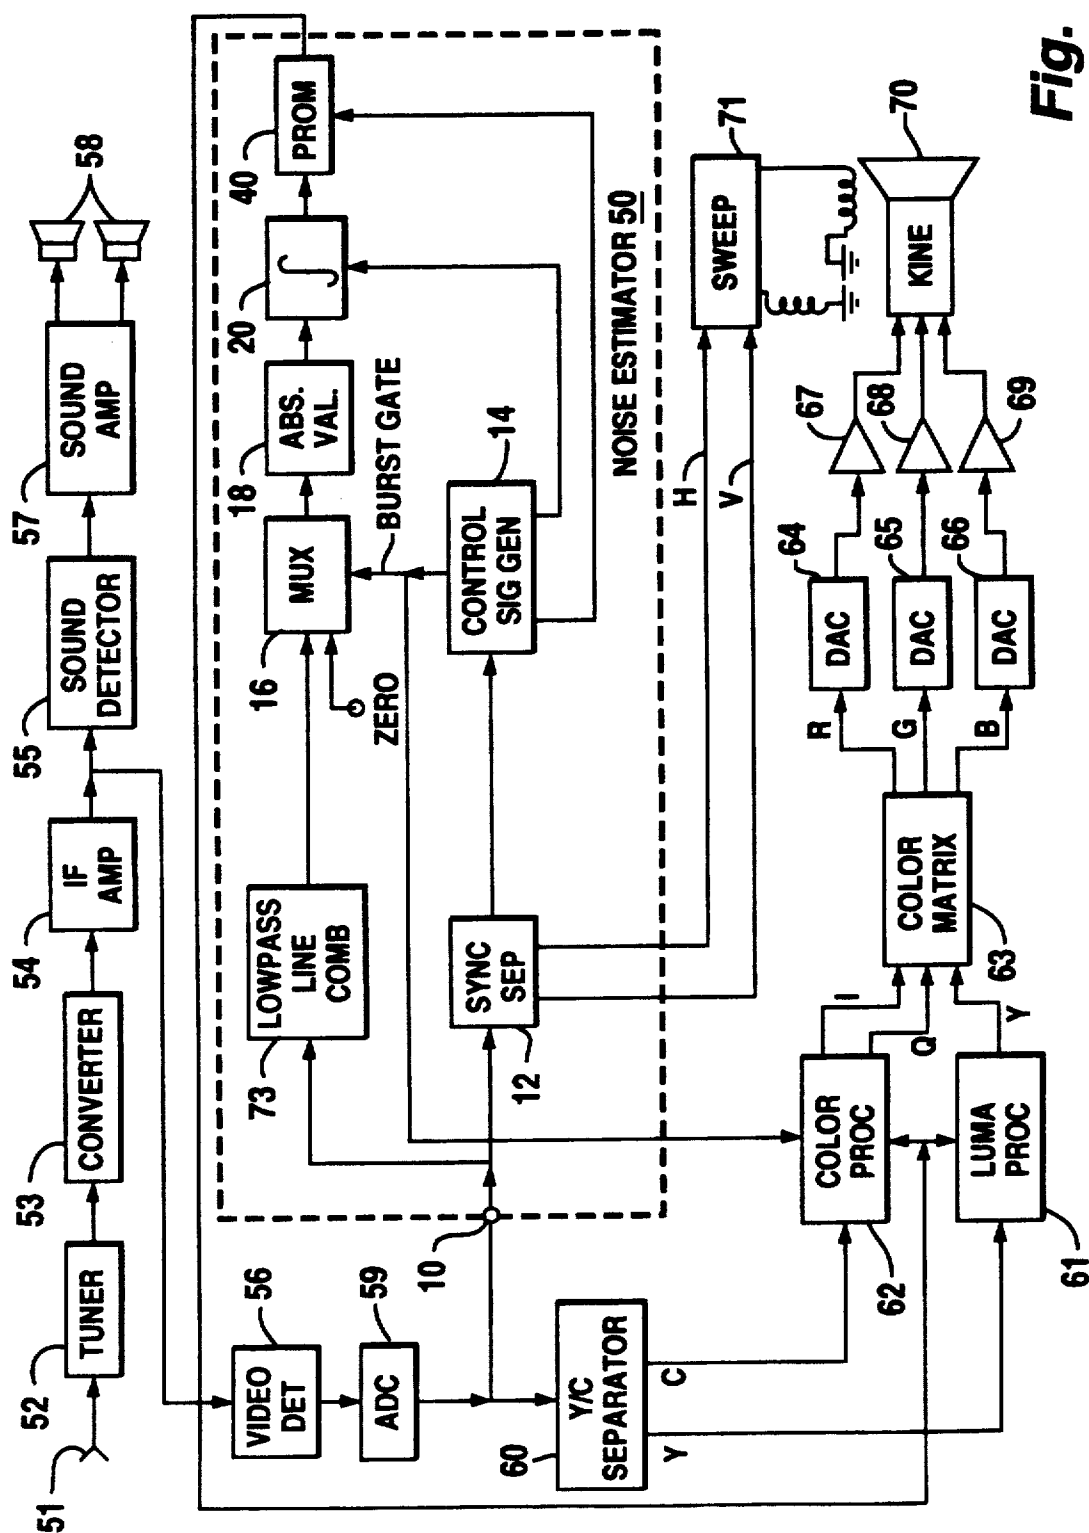 51
52
TUNER
53
CONVERTER
54
IF
AMP
55
SOUND
DETECTOR
57
SOUND
AMP
58
56
VIDEO
DET
59
ADC
10
60
Y/C
SEPARATOR
C
Y
73
LOWPASS
LINE
COMB
16
MUX
ZERO
18
ABS.
VAL.
20
∫
40
PROM
BURST GATE
12
SYNC
SEP
14
CONTROL
SIG GEN
NOISE ESTIMATOR 50
H
V
SWEEP
71
62
COLOR
PROC
61
LUMA
PROC
I
Q
Y
63
COLOR
MATRIX
R
G
B
64
DAC
65
DAC
66
DAC
67
68
69
KINE
70
Fig.